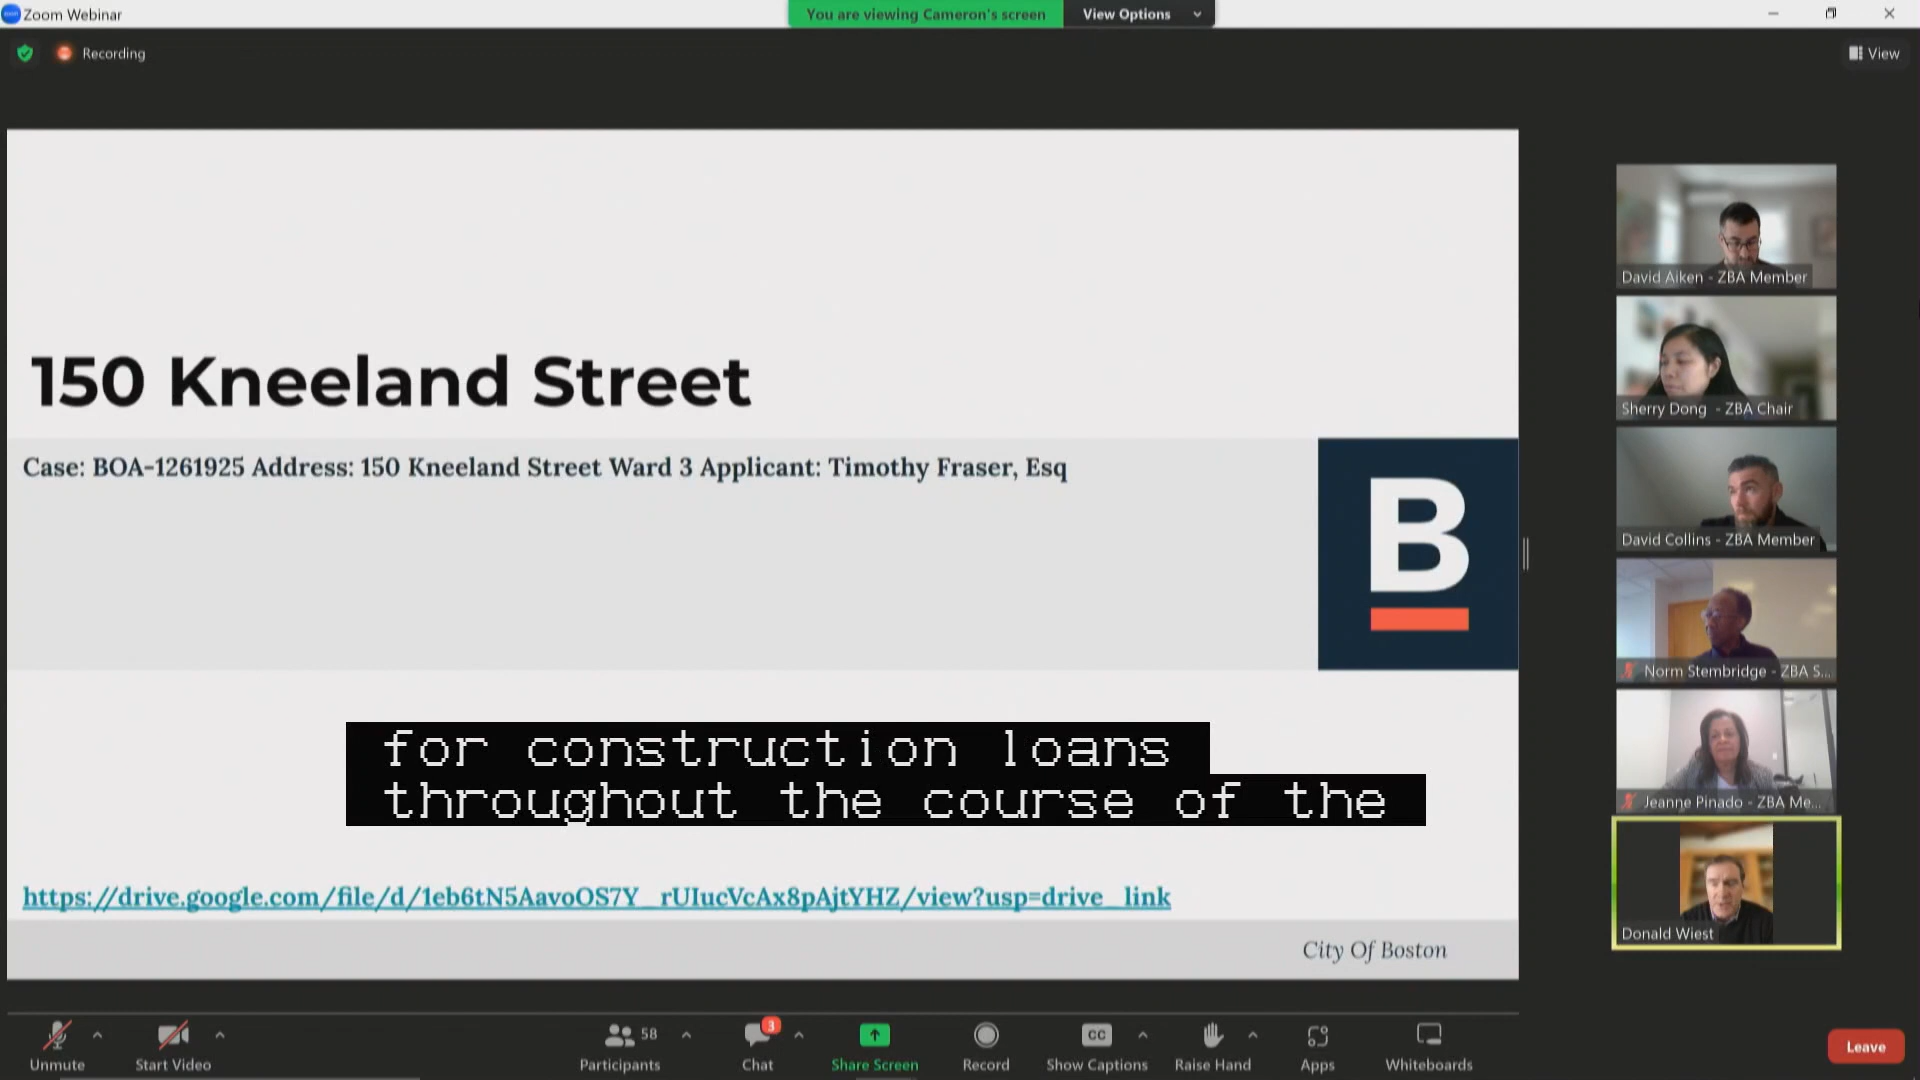 Zoom Webinar
You are viewing Cameron's screen
View Options
Recording
View
150 Kneeland Street
Case: BOA-1261925 Address: 150 Kneeland Street Ward 3 Applicant: Timothy Fraser, Esq
B
for construction loans
throughout the course of the
https://drive.google.com/file/d/1eb6tN5AavoOS7Y_rUIucVcAx8pAjtYHZ/view?usp=drive_link
City Of Boston
David Aiken - ZBA Member
Sherry Dong - ZBA Chair
David Collins - ZBA Member
Norm Stembridge - ZBA S...
Jeanne Pinado - ZBA Me...
Donald Wiest
Unmute
Start Video
58
Participants
3
Chat
Share Screen
Record
CC
Show Captions
Raise Hand
Apps
Whiteboards
Leave